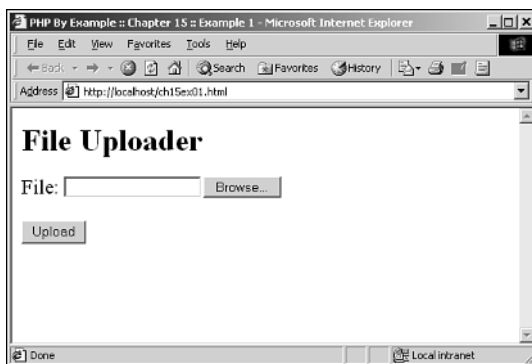 PHP By Example :: Chapter 15 :: Example 1 - Microsoft Internet Explorer
File Edit View Favorites Tools Help
Back Search Favorites History
Address http://localhost/ch15ex01.html
File Uploader
File: Browse...
Upload
Done Local intranet